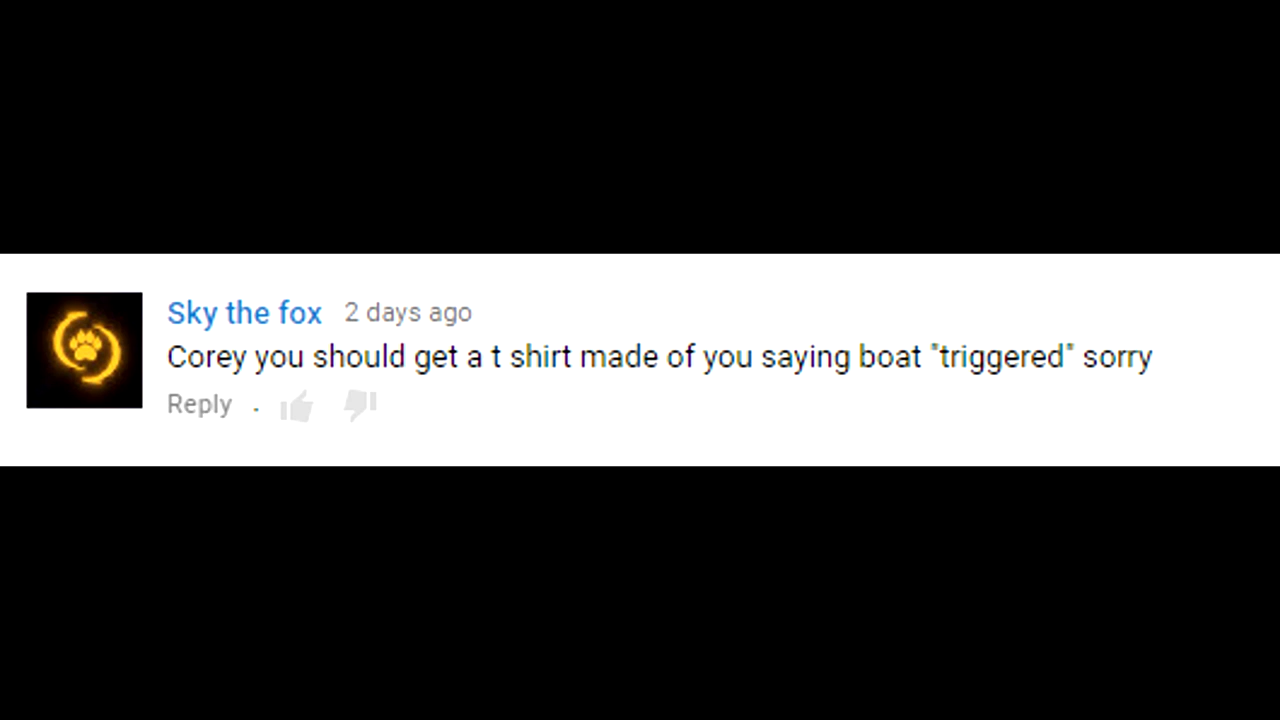 Sky the fox 2 days ago
Corey you should get a t shirt made of you saying boat "triggered" sorry
Reply .